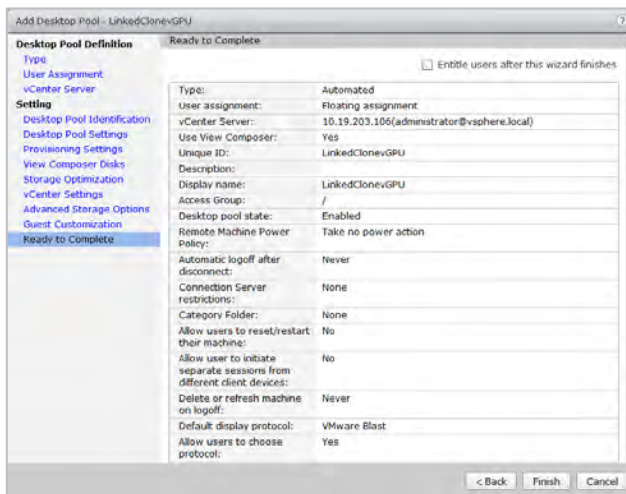 Add Desktop Pool - LinkedClonevGPU
?
Desktop Pool Definition
Type
User Assignment
vCenter Server
Setting
Desktop Pool Identification
Desktop Pool Settings
Provisioning Settings
View Composer Disks
Storage Optimization
vCenter Settings
Advanced Storage Options
Guest Customization
Ready to Complete
Ready to Complete
Entitle users after this wizard finishes
Type: Automated
User assignment: Floating assignment
vCenter Server: 10.19.203.106(administrator@vsphere.local)
Use View Composer: Yes
Unique ID: LinkedClonevGPU
Description:
Display name: LinkedClonevGPU
Access Group: /
Desktop pool state: Enabled
Remote Machine Power Take no power action
Policy:
Automatic logoff after Never
disconnect:
Connection Server None
restrictions:
Category Folder: None
Allow users to reset/restart No
their machine:
Allow user to initiate No
separate sessions from
different client devices:
Delete or refresh machine Never
on logoff:
Default display protocol: VMware Blast
Allow users to choose Yes
protocol:
< Back Finish Cancel